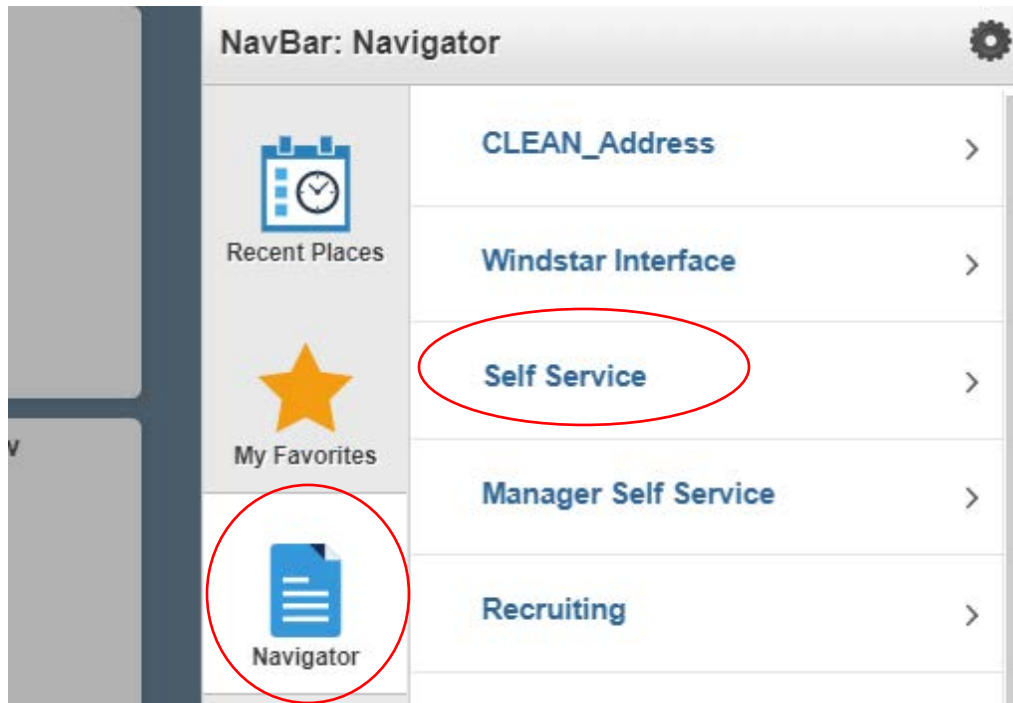 NavBar: Navigator
Recent Places
My Favorites
Navigator
CLEAN_Address
Windstar Interface
Self Service
Manager Self Service
Recruiting